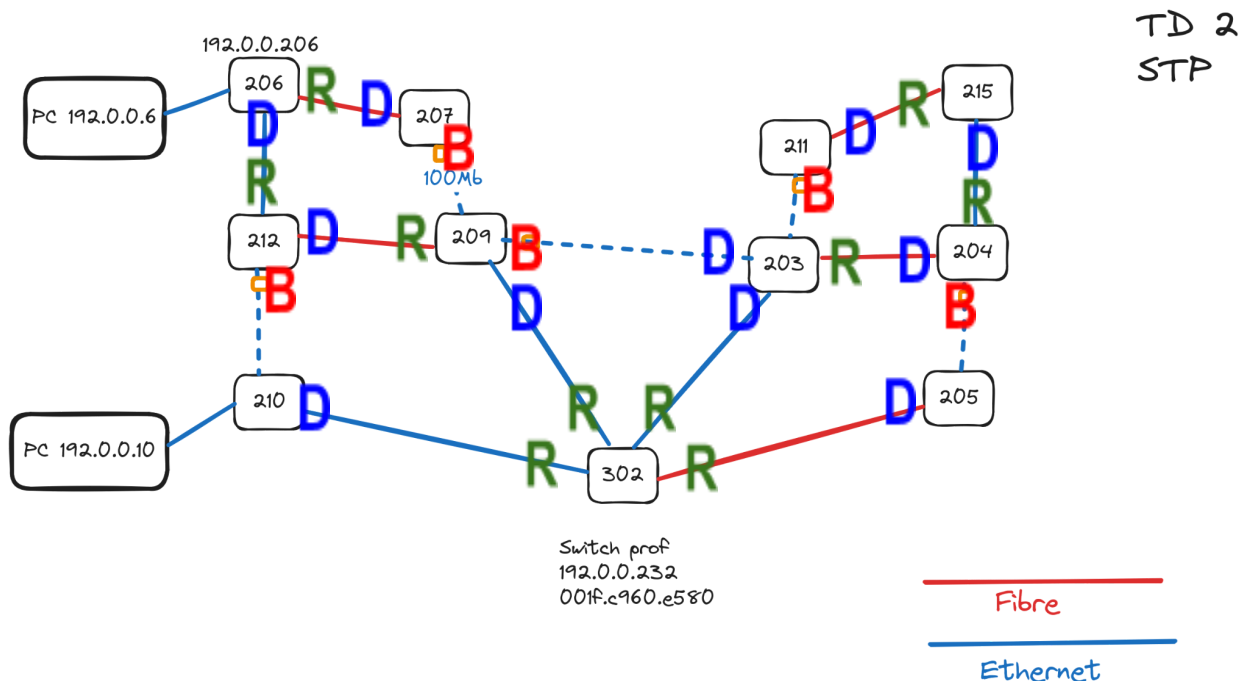 TD 2
STP
192.0.0.206
206
R
D
207
215
R
D
211
PC 192.0.0.6
D
B
100Mb
D
R
B
R
212
D
R
209
B
D
203
R
D
204
B
D
D
B
210
D
R
R
D
205
PC 192.0.0.10
R
302
R
Switch prof
192.0.0.232
001f.c960.e580
Fibre
Ethernet